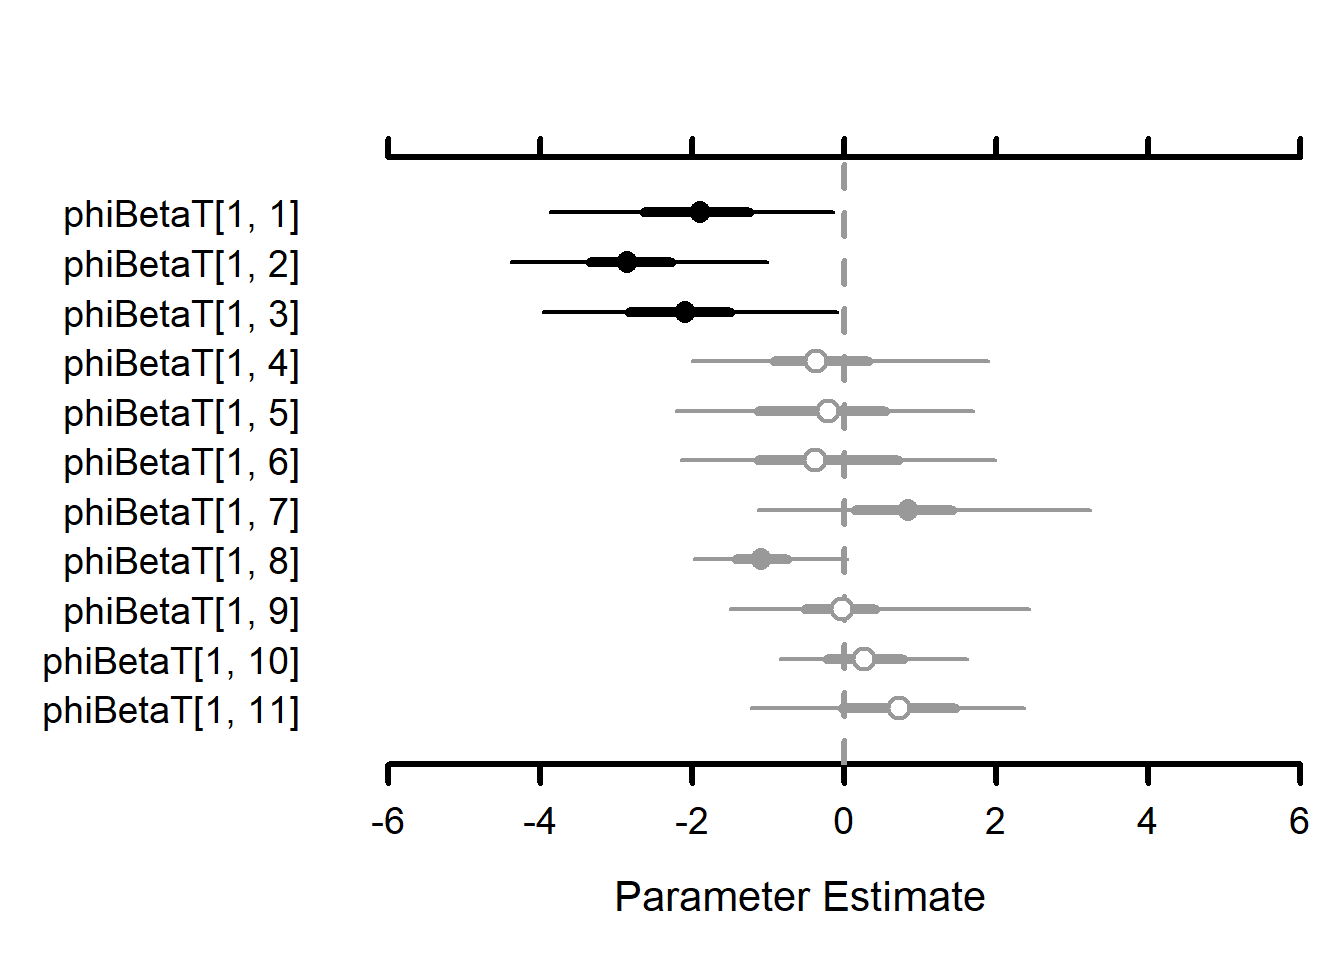 phiBetaT[1, 1]
phiBetaT[1, 2]
phiBetaT[1, 3]
phiBetaT[1, 4]
phiBetaT[1, 5]
phiBetaT[1, 6]
phiBetaT[1, 7]
phiBetaT[1, 8]
phiBetaT[1, 9]
phiBetaT[1, 10]
phiBetaT[1, 11]
-6 -4 -2 0 2 4 6
Parameter Estimate